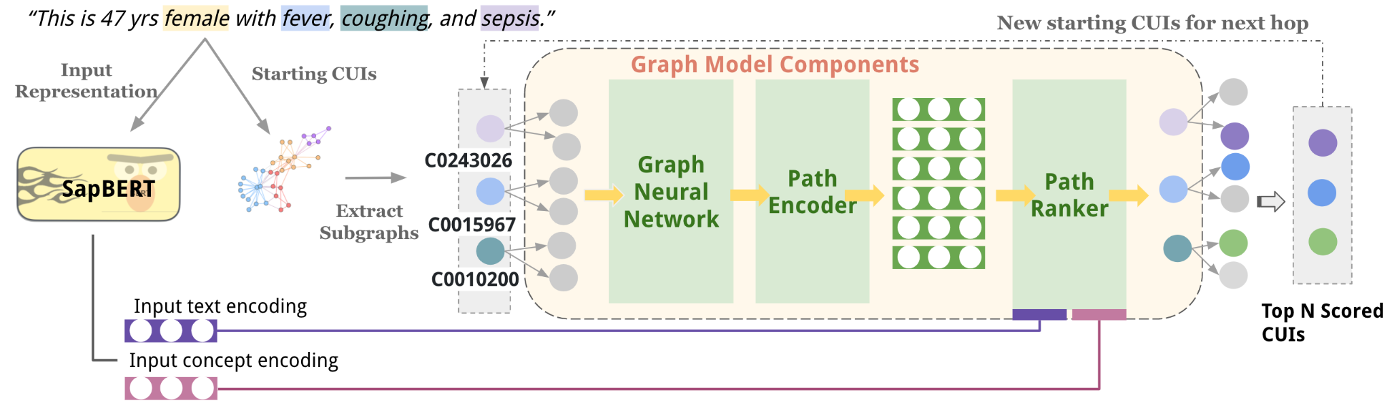 “This is 47 yrs female with fever, coughing, and sepsis.”
New starting CUIs for next hop
Input
Representation
Starting CUIs
Graph Model Components
SapBERT
Extract
Subgraphs
C0243026
C0015967
C0010200
Graph
Neural
Network
Path
Encoder
Path
Ranker
Top N Scored
CUIs
Input text encoding
Input concept encoding